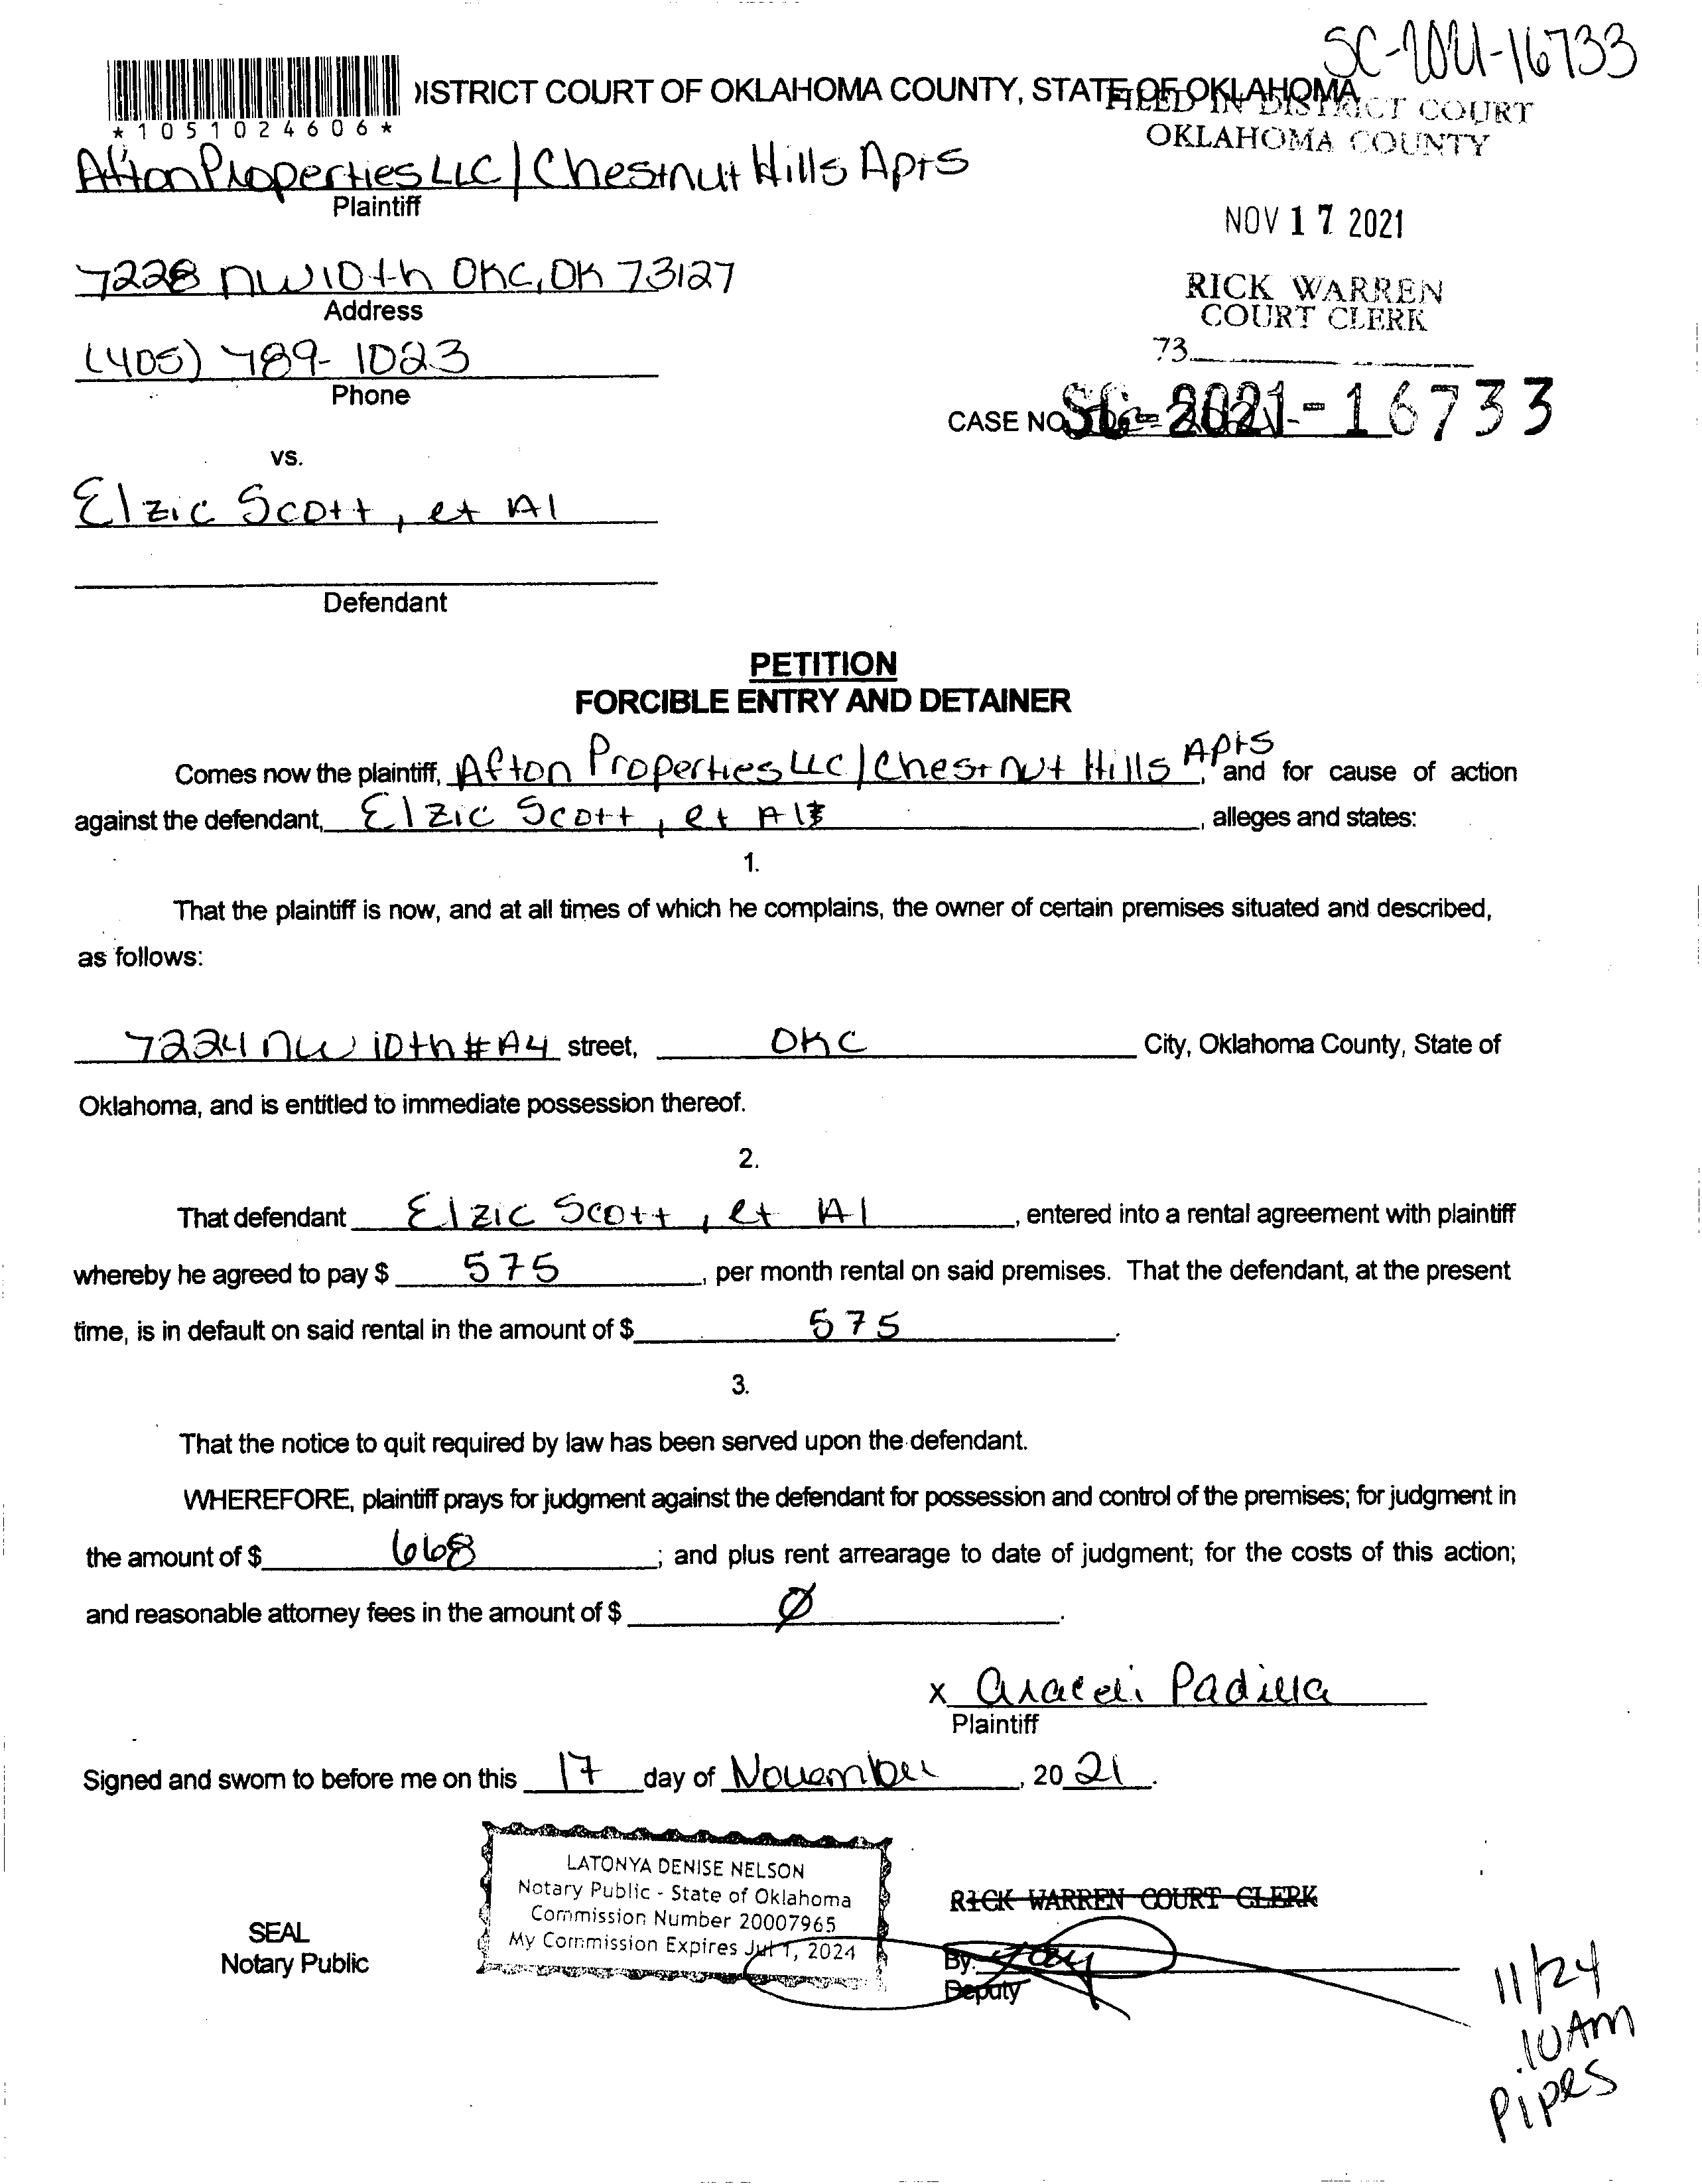 SC-2021-16733
DISTRICT COURT OF OKLAHOMA COUNTY, STATE OF OKLAHOMA
*1051024606*
FILED IN DISTRICT COURT
OKLAHOMA COUNTY
Afton Properties LLC / Chestnut Hills Apts
Plaintiff
NOV 17 2021
7228 NW 10th OKC, OK 73127
Address
RICK WARREN
COURT CLERK
(405) 789-1023
Phone
73
CASE NO. SC-2021-16733
vs.
Elzic Scott, et Al
Defendant
PETITION
FORCIBLE ENTRY AND DETAINER
Comes now the plaintiff, Afton Properties LLC / Chestnut Hills Apts, and for cause of action
against the defendant, Elzic Scott, et Al, alleges and states:
1.
That the plaintiff is now, and at all times of which he complains, the owner of certain premises situated and described,
as follows:
7224 NW 10th #A4 street, OKC City, Oklahoma County, State of
Oklahoma, and is entitled to immediate possession thereof.
2.
That defendant Elzic Scott, et Al, entered into a rental agreement with plaintiff
whereby he agreed to pay $ 575, per month rental on said premises. That the defendant, at the present
time, is in default on said rental in the amount of $ 575.
3.
That the notice to quit required by law has been served upon the defendant.
WHEREFORE, plaintiff prays for judgment against the defendant for possession and control of the premises; for judgment in
the amount of $ 668; and plus rent arrearage to date of judgment; for the costs of this action;
and reasonable attorney fees in the amount of $ Ø.
x Araceli Padilla
Plaintiff
Signed and sworn to before me on this 17 day of November, 20 21.
LATONYA DENISE NELSON
Notary Public - State of Oklahoma
Commission Number 20007965
My Commission Expires Jul 1, 2024
SEAL
Notary Public
RICK WARREN COURT CLERK
By:
Deputy
11/24
10AM
Pipes